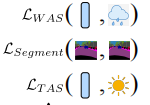 ℒ_WAS( , )
ℒ_Segment( , )
ℒ_TAS( , )